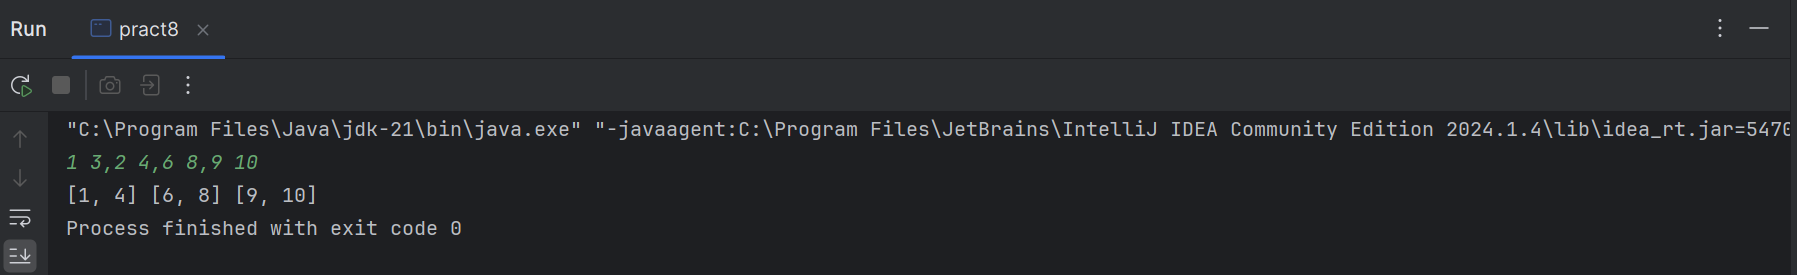 Run pract8
"C:\Program Files\Java\jdk-21\bin\java.exe" "-javaagent:C:\Program Files\JetBrains\IntelliJ IDEA Community Edition 2024.1.4\lib\idea_rt.jar=5470
1 3,2 4,6 8,9 10
[1, 4] [6, 8] [9, 10]
Process finished with exit code 0